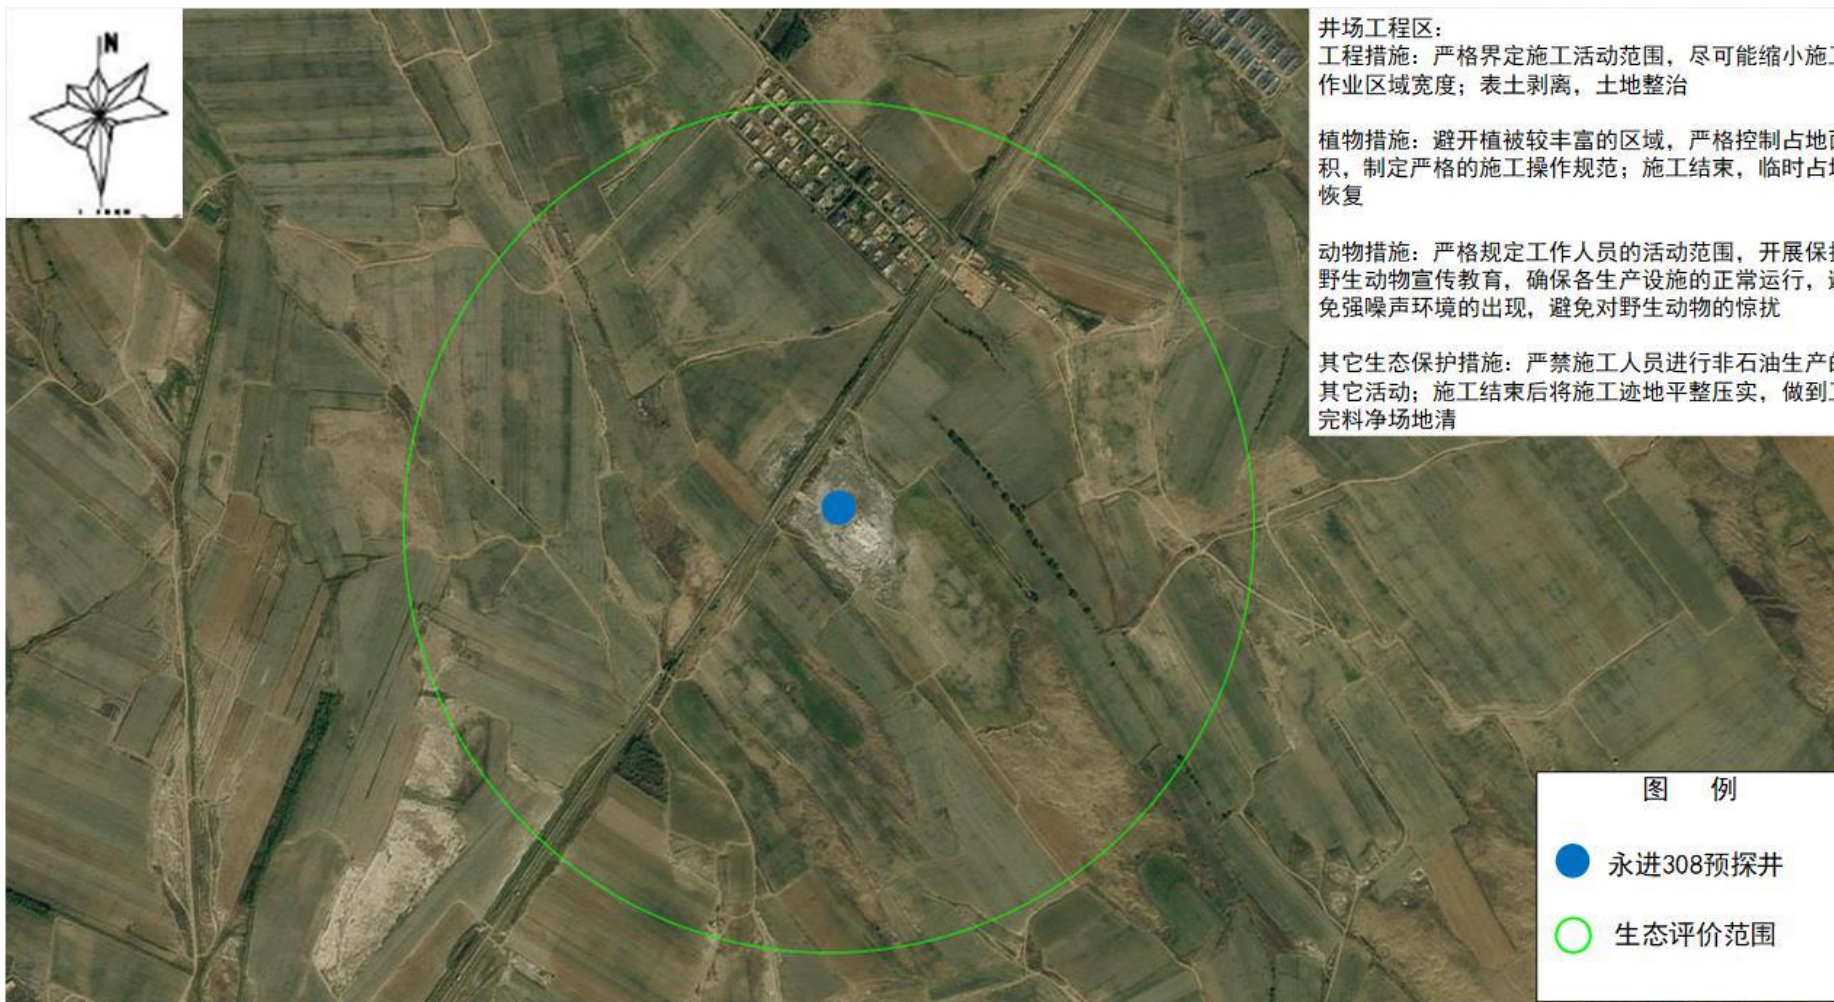 N
井场工程区：
工程措施：严格界定施工活动范围，尽可能缩小施工
作业区域宽度；表土剥离，土地整治
植物措施：避开植被较丰富的区域，严格控制占地面
积，制定严格的施工操作规范；施工结束，临时占地
恢复
动物措施：严格规定工作人员的活动范围，开展保护
野生动物宣传教育，确保各生产设施的正常运行，避
免强噪声环境的出现，避免对野生动物的惊扰
其它生态保护措施：严禁施工人员进行非石油生产的
其它活动；施工结束后将施工迹地平整压实，做到工
完料净场地清
图 例
永进308预探井
生态评价范围